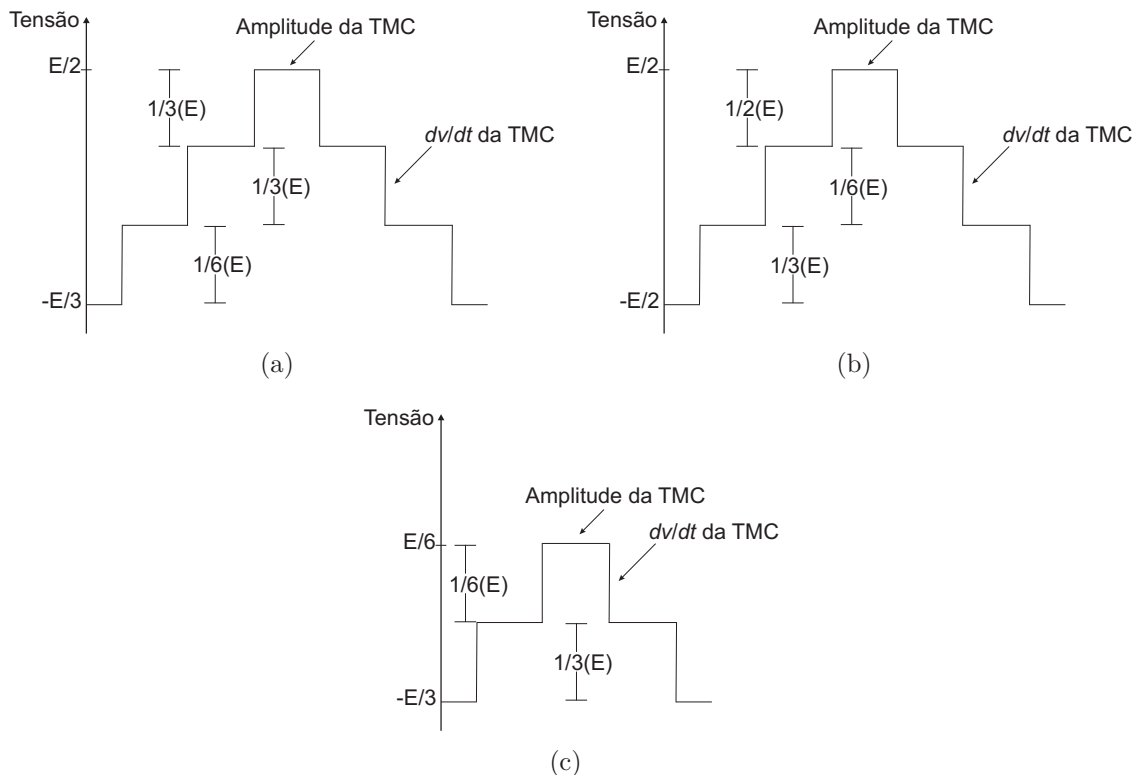 Tensão
Amplitude da TMC
E/2
1/3(E)
dv/dt da TMC
1/3(E)
1/6(E)
-E/3
(a)
Tensão
Amplitude da TMC
E/2
1/2(E)
dv/dt da TMC
1/6(E)
1/3(E)
-E/2
(b)
Tensão
Amplitude da TMC
E/6
dv/dt da TMC
1/6(E)
1/3(E)
-E/3
(c)